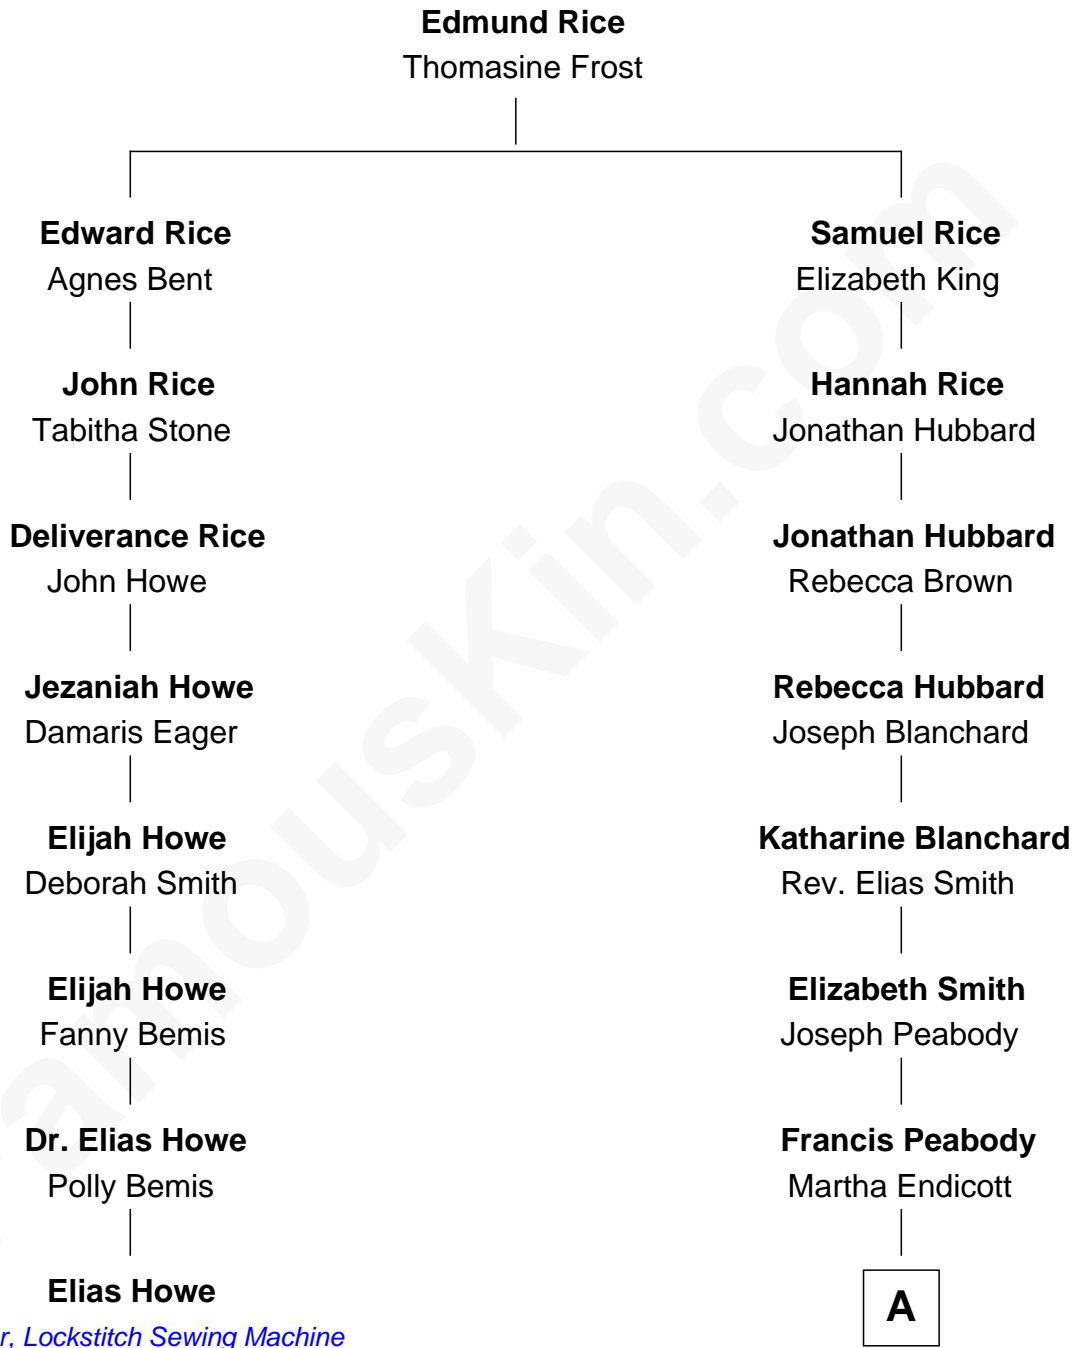 Edmund Rice
Thomasine Frost
Edward Rice
Agnes Bent
John Rice
Tabitha Stone
Deliverance Rice
John Howe
Jezaniah Howe
Damaris Eager
Elijah Howe
Deborah Smith
Elijah Howe
Fanny Bemis
Dr. Elias Howe
Polly Bemis
Elias Howe
r, Lockstitch Sewing Machine
Samuel Rice
Elizabeth King
Hannah Rice
Jonathan Hubbard
Jonathan Hubbard
Rebecca Brown
Rebecca Hubbard
Joseph Blanchard
Katharine Blanchard
Rev. Elias Smith
Elizabeth Smith
Joseph Peabody
Francis Peabody
Martha Endicott
A
amouskin.com